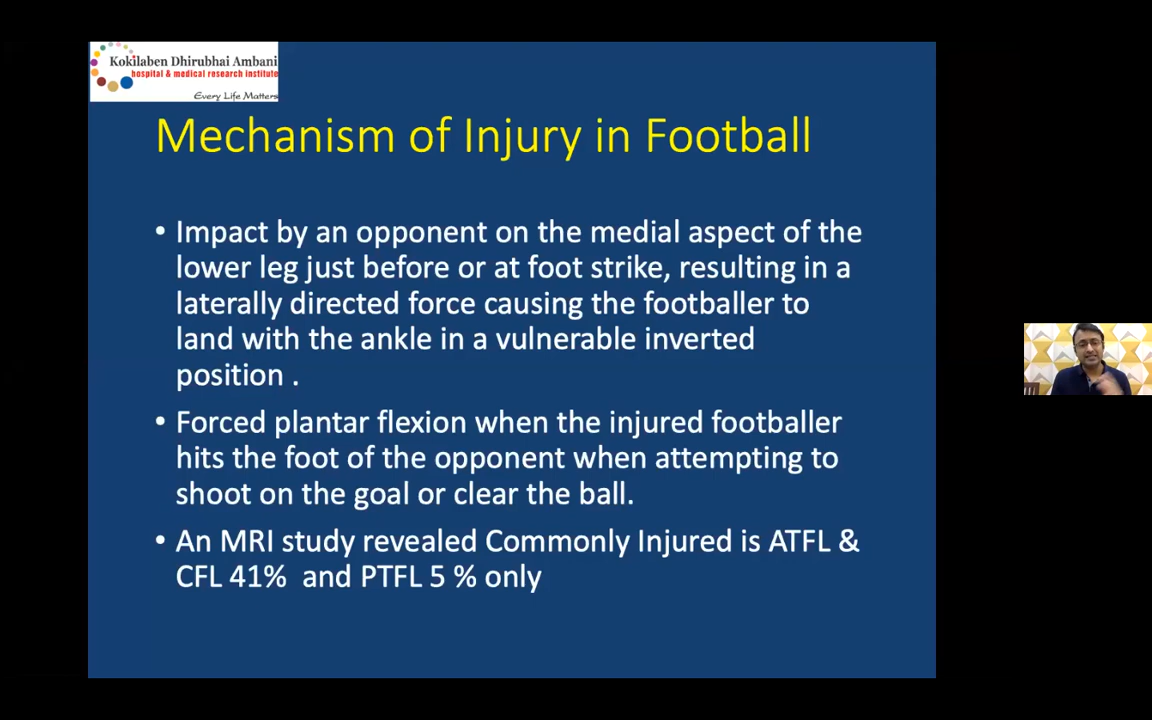 Kokilaben Dhirubhai Ambani
hospital & medical research institute
Every Life Matters
Mechanism of Injury in Football
• Impact by an opponent on the medial aspect of the
lower leg just before or at foot strike, resulting in a
laterally directed force causing the footballer to
land with the ankle in a vulnerable inverted
position .
• Forced plantar flexion when the injured footballer
hits the foot of the opponent when attempting to
shoot on the goal or clear the ball.
• An MRI study revealed Commonly Injured is ATFL &
CFL 41% and PTFL 5 % only